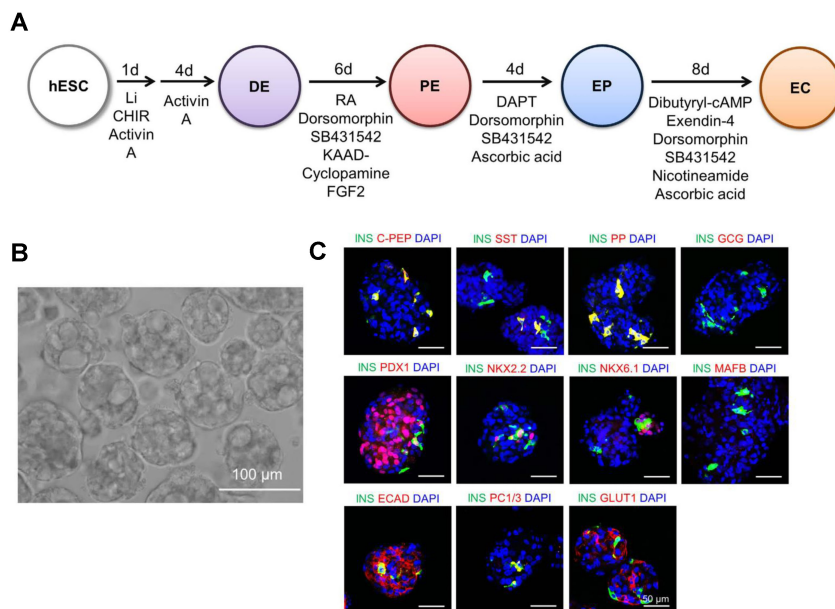 A
hESC
1d
Li
CHIR
Activin
A
4d
Activin
A
DE
6d
RA
Dorsomorphin
SB431542
KAAD-
Cyclopamine
FGF2
PE
4d
DAPT
Dorsomorphin
SB431542
Ascorbic acid
EP
8d
Dibutyryl-cAMP
Exendin-4
Dorsomorphin
SB431542
Nicotineamide
Ascorbic acid
EC
B
100 µm
C
INS C-PEP DAPI
INS SST DAPI
INS PP DAPI
INS GCG DAPI
INS PDX1 DAPI
INS NKX2.2 DAPI
INS NKX6.1 DAPI
INS MAFB DAPI
INS ECAD DAPI
INS PC1/3 DAPI
INS GLUT1 DAPI
50 µm